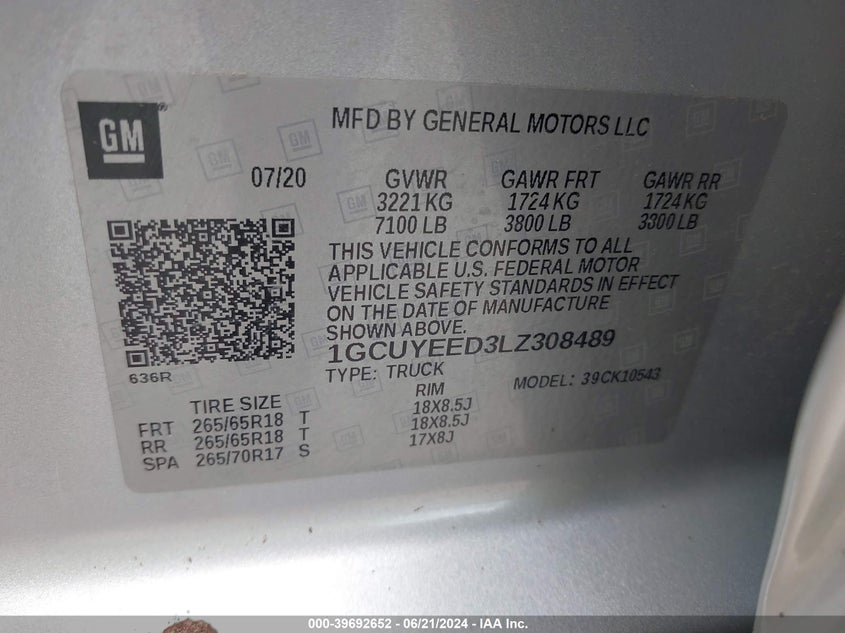 GM
MFD BY GENERAL MOTORS LLC
07/20 GVWR GAWR FRT GAWR RR
3221 KG 1724 KG 1724 KG
7100 LB 3800 LB 3800 LB
THIS VEHICLE CONFORMS TO ALL
APPLICABLE U.S. FEDERAL MOTOR
VEHICLE SAFETY STANDARDS IN EFFECT
ON THE DATE OF MANUFACTURE
SHOWN ABOVE.
1GCUYEED3LZ308489
636R
TYPE: TRUCK MODEL: 39CK10543
TIRE SIZE RIM
FRT 265/65R18 T 18X8.5J
RR 265/65R18 T 18X8.5J
SPA 265/70R17 S 17X8J
000-39692652 - 06/21/2024 - IAA Inc.